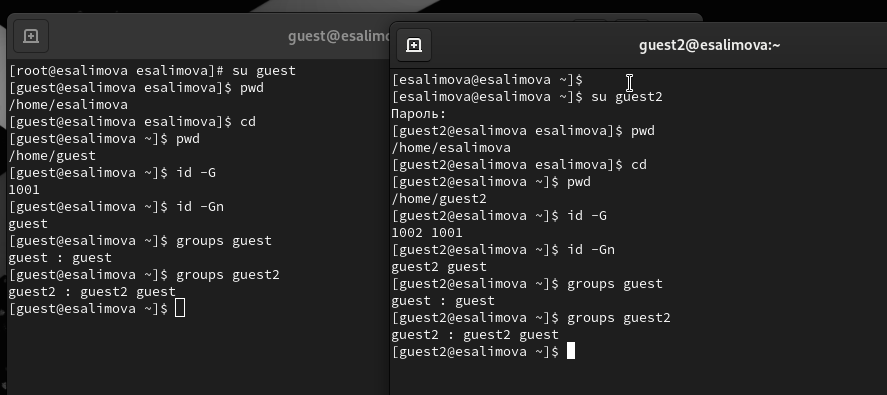 guest@esalimo
[root@esalimova esalimova]# su guest
[guest@esalimova esalimova]$ pwd
/home/esalimova
[guest@esalimova esalimova]$ cd
[guest@esalimova ~]$ pwd
/home/guest
[guest@esalimova ~]$ id -G
1001
[guest@esalimova ~]$ id -Gn
guest
[guest@esalimova ~]$ groups guest
guest : guest
[guest@esalimova ~]$ groups guest2
guest2 : guest2 guest
[guest@esalimova ~]$
guest2@esalimova:~
[esalimova@esalimova ~]$
[esalimova@esalimova ~]$ su guest2
Пароль:
[guest2@esalimova esalimova]$ pwd
/home/esalimova
[guest2@esalimova esalimova]$ cd
[guest2@esalimova ~]$ pwd
/home/guest2
[guest2@esalimova ~]$ id -G
1002 1001
[guest2@esalimova ~]$ id -Gn
guest2 guest
[guest2@esalimova ~]$ groups guest
guest : guest
[guest2@esalimova ~]$ groups guest2
guest2 : guest2 guest
[guest2@esalimova ~]$